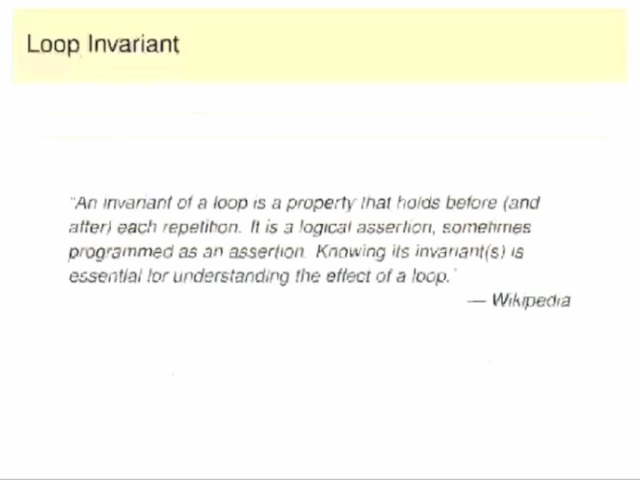 Loop Invariant
"An invariant of a loop is a property that holds before (and
after) each repetition. It is a logical assertion, sometimes
programmed as an assertion. Knowing its invariant(s) is
essential for understanding the effect of a loop."
— Wikipedia